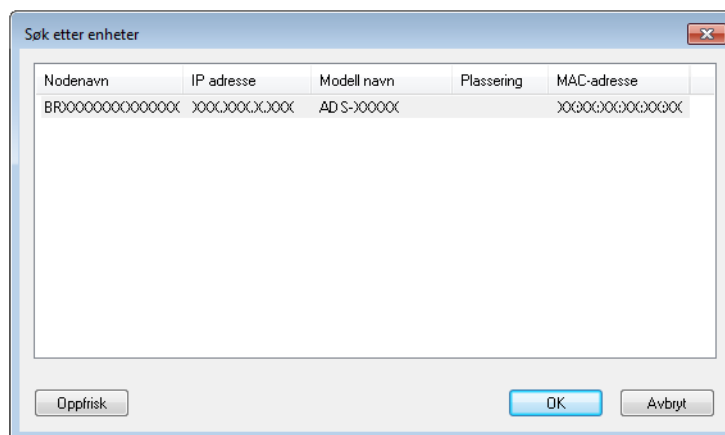 Søk etter enheter
Nodenavn IP adresse Modell navn Plassering MAC-adresse
BRXXXXXXXXXXXXX XXX.XXX.X.XXX ADS-XXXXX XX:XX:XX:XX:XX:XX
Oppfrisk OK Avbryt